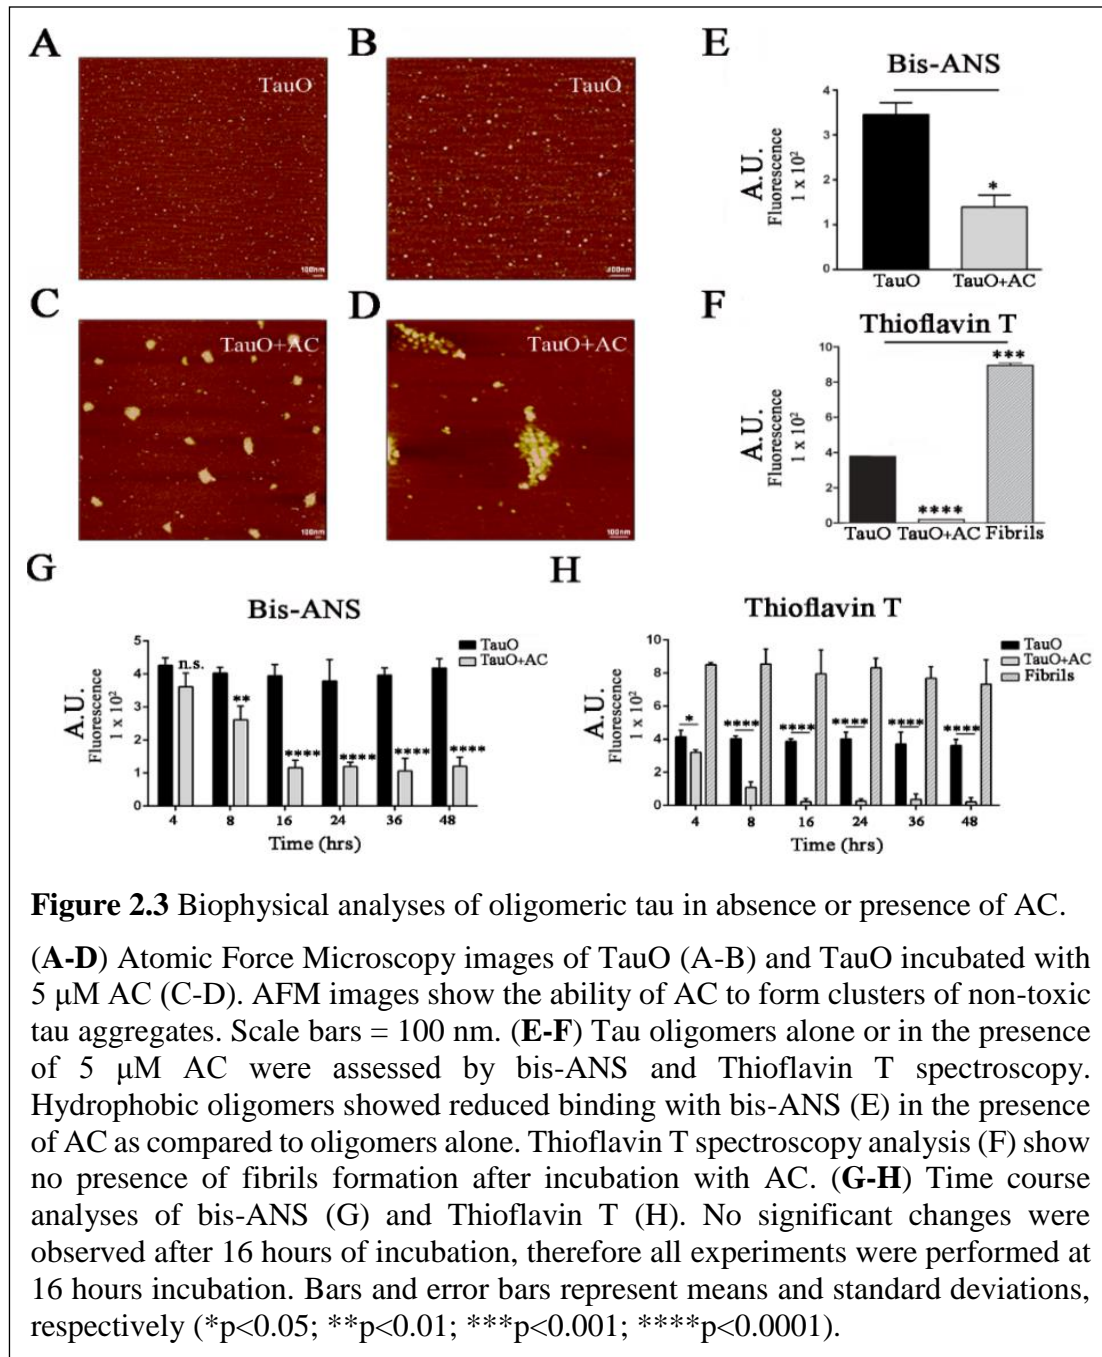 A
TauO
100nm
B
TauO
100nm
C
TauO+AC
100nm
D
TauO+AC
100nm
E
Bis-ANS
A.U.
Fluorescence
1 x 10²
4
3
2
1
0
*
TauO
TauO+AC
F
Thioflavin T
A.U.
Fluorescence
1 x 10²
10
8
6
4
2
0
****
***
TauO
TauO+AC
Fibrils
G
Bis-ANS
A.U.
Fluorescence
1 x 10²
5
4
3
2
1
0
n.s.
**
****
****
****
****
TauO
TauO+AC
4 8 16 24 36 48
Time (hrs)
H
Thioflavin T
A.U.
Fluorescence
1 x 10²
10
8
6
4
2
0
*
****
****
****
****
****
TauO
TauO+AC
Fibrils
4 8 16 24 36 48
Time (hrs)
Figure 2.3 Biophysical analyses of oligomeric tau in absence or presence of AC.
(A-D) Atomic Force Microscopy images of TauO (A-B) and TauO incubated with
5 μM AC (C-D). AFM images show the ability of AC to form clusters of non-toxic
tau aggregates. Scale bars = 100 nm. (E-F) Tau oligomers alone or in the presence
of 5 μM AC were assessed by bis-ANS and Thioflavin T spectroscopy.
Hydrophobic oligomers showed reduced binding with bis-ANS (E) in the presence
of AC as compared to oligomers alone. Thioflavin T spectroscopy analysis (F) show
no presence of fibrils formation after incubation with AC. (G-H) Time course
analyses of bis-ANS (G) and Thioflavin T (H). No significant changes were
observed after 16 hours of incubation, therefore all experiments were performed at
16 hours incubation. Bars and error bars represent means and standard deviations,
respectively (*p<0.05; **p<0.01; ***p<0.001; ****p<0.0001).